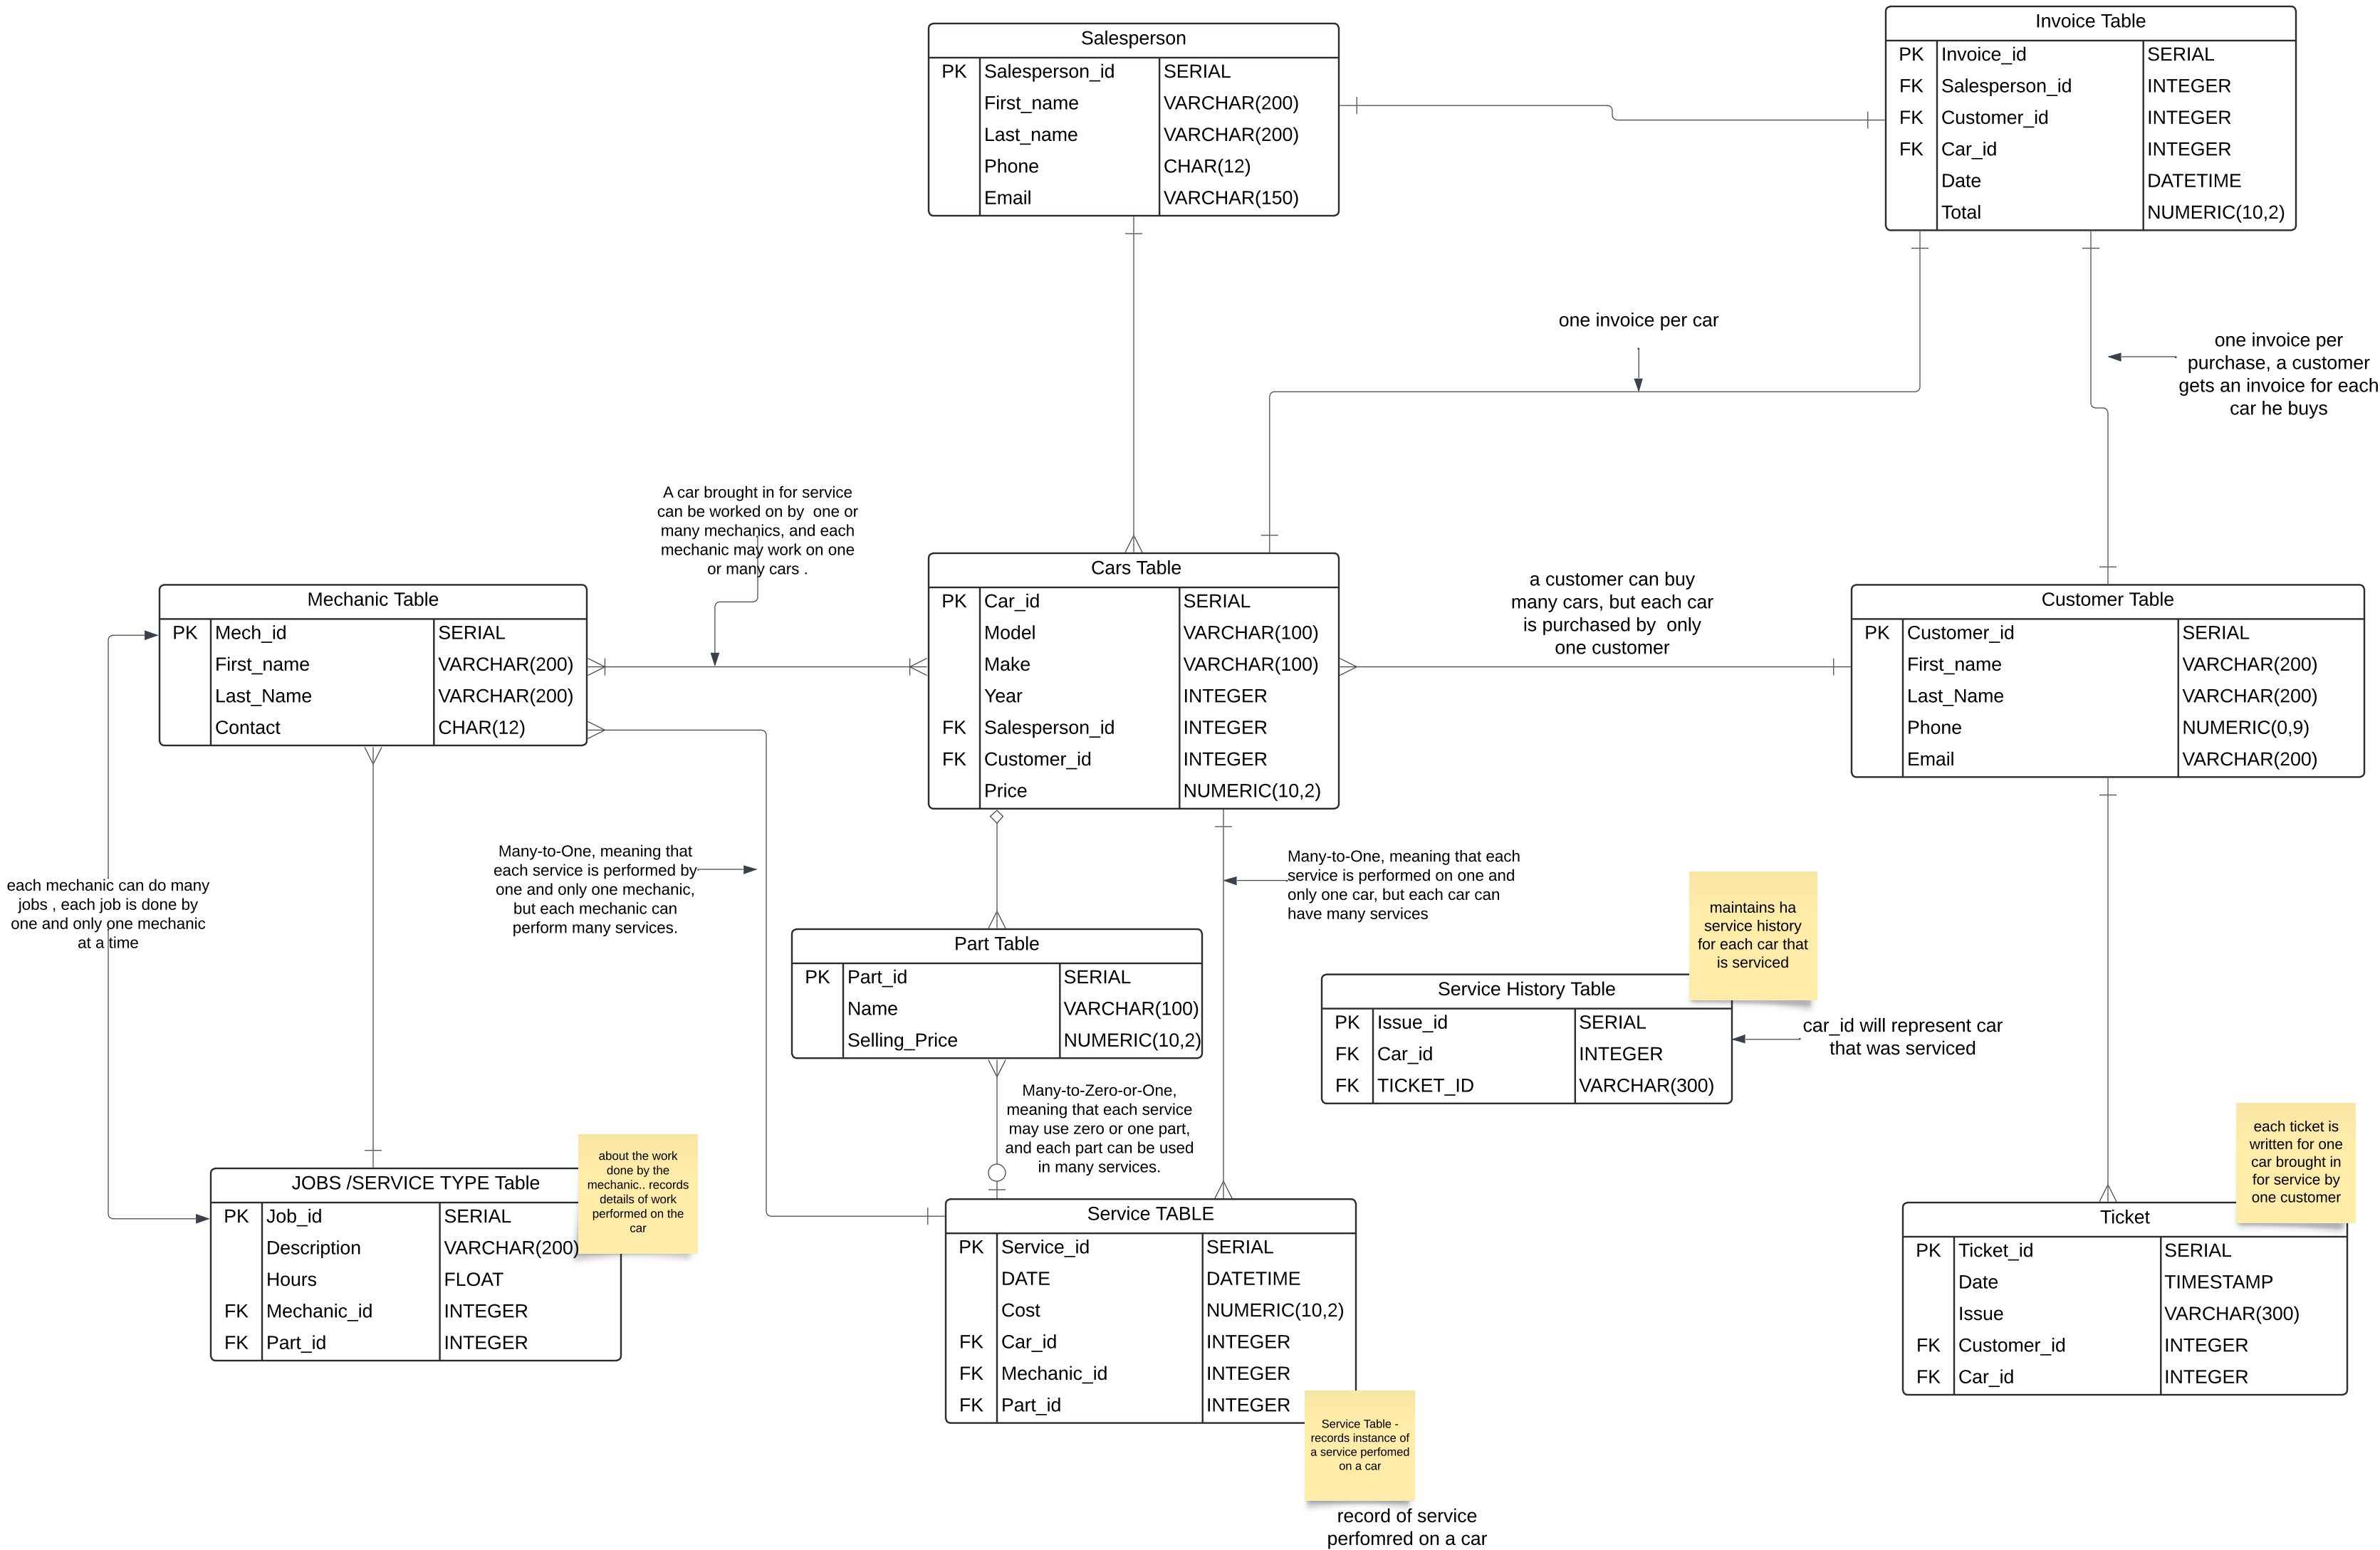 Salesperson
PK Salesperson_id SERIAL
First_name VARCHAR(200)
Last_name VARCHAR(200)
Phone CHAR(12)
Email VARCHAR(150)
Invoice Table
PK Invoice_id SERIAL
FK Salesperson_id INTEGER
FK Customer_id INTEGER
FK Car_id INTEGER
Date DATETIME
Total NUMERIC(10,2)
one invoice per car
one invoice per
purchase, a customer
gets an invoice for each
car he buys
A car brought in for service
can be worked on by one or
many mechanics, and each
mechanic may work on one
or many cars .
Mechanic Table
PK Mech_id SERIAL
First_name VARCHAR(200)
Last_Name VARCHAR(200)
Contact CHAR(12)
Cars Table
PK Car_id SERIAL
Model VARCHAR(100)
Make VARCHAR(100)
Year INTEGER
FK Salesperson_id INTEGER
FK Customer_id INTEGER
Price NUMERIC(10,2)
a customer can buy
many cars, but each car
is purchased by only
one customer
Customer Table
PK Customer_id SERIAL
First_name VARCHAR(200)
Last_Name VARCHAR(200)
Phone NUMERIC(0,9)
Email VARCHAR(200)
each mechanic can do many
jobs , each job is done by
one and only one mechanic
at a time
Many-to-One, meaning that
each service is performed by
one and only one mechanic,
but each mechanic can
perform many services.
Many-to-One, meaning that each
service is performed on one and
only one car, but each car can
have many services
Part Table
PK Part_id SERIAL
Name VARCHAR(100)
Selling_Price NUMERIC(10,2)
maintains ha
service history
for each car that
is serviced
Service History Table
PK Issue_id SERIAL
FK Car_id INTEGER
FK TICKET_ID VARCHAR(300)
car_id will represent car
that was serviced
Many-to-Zero-or-One,
meaning that each service
may use zero or one part,
and each part can be used
in many services.
about the work
done by the
mechanic.. records
details of work
performed on the
car
JOBS /SERVICE TYPE Table
PK Job_id SERIAL
Description VARCHAR(200)
Hours FLOAT
FK Mechanic_id INTEGER
FK Part_id INTEGER
Service TABLE
PK Service_id SERIAL
DATE DATETIME
Cost NUMERIC(10,2)
FK Car_id INTEGER
FK Mechanic_id INTEGER
FK Part_id INTEGER
each ticket is
written for one
car brought in
for service by
one customer
Ticket
PK Ticket_id SERIAL
Date TIMESTAMP
Issue VARCHAR(300)
FK Customer_id INTEGER
FK Car_id INTEGER
Service Table -
records instance of
a service perfomed
on a car
record of service
perfomred on a car